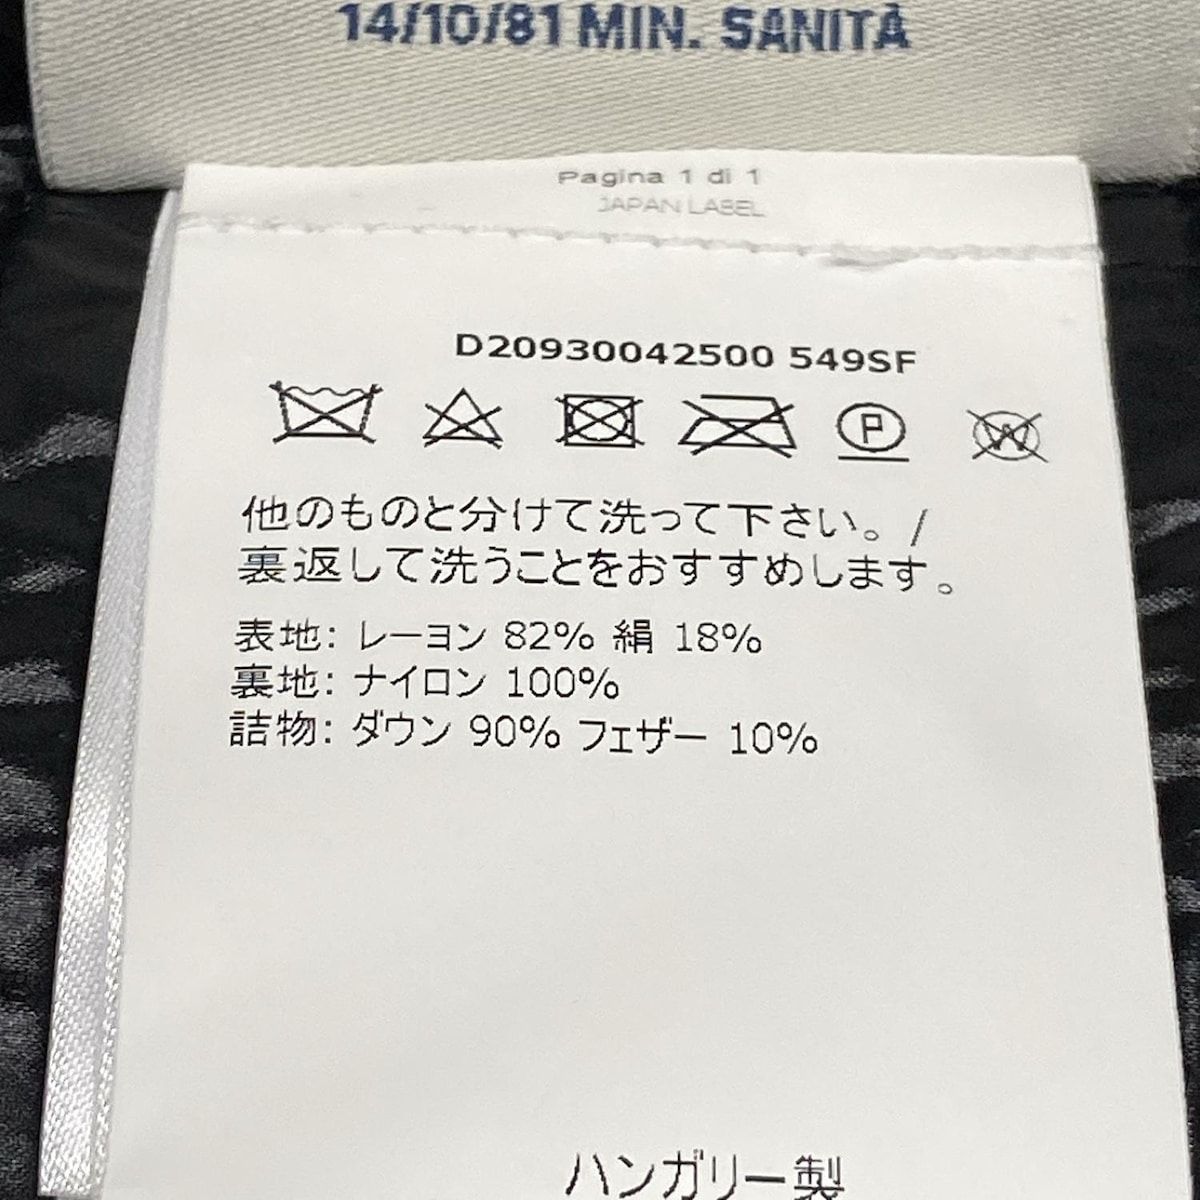 14/10/81 MIN. SANITÀ
Pagina 1 di 1
JAPAN LABEL
D20930042500 549SF
P
W
他のものと分けて洗って下さい。/
裏返して洗うことをおすすめします。
表地: レーヨン 82% 絹 18%
裏地: ナイロン 100%
詰物: ダウン 90% フェザー 10%
ハンガリー製